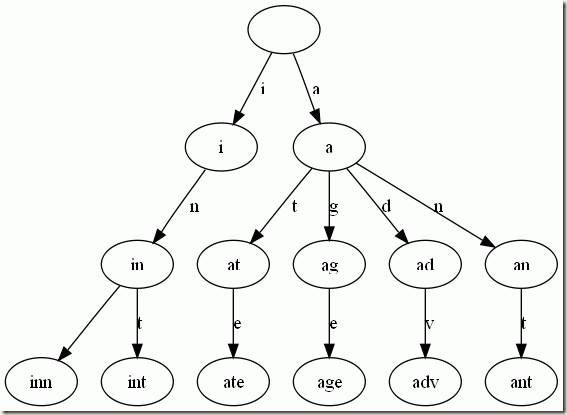 i a
i a
n t g d n
in at ag ad an
t e e v t
inn int ate age adv ant